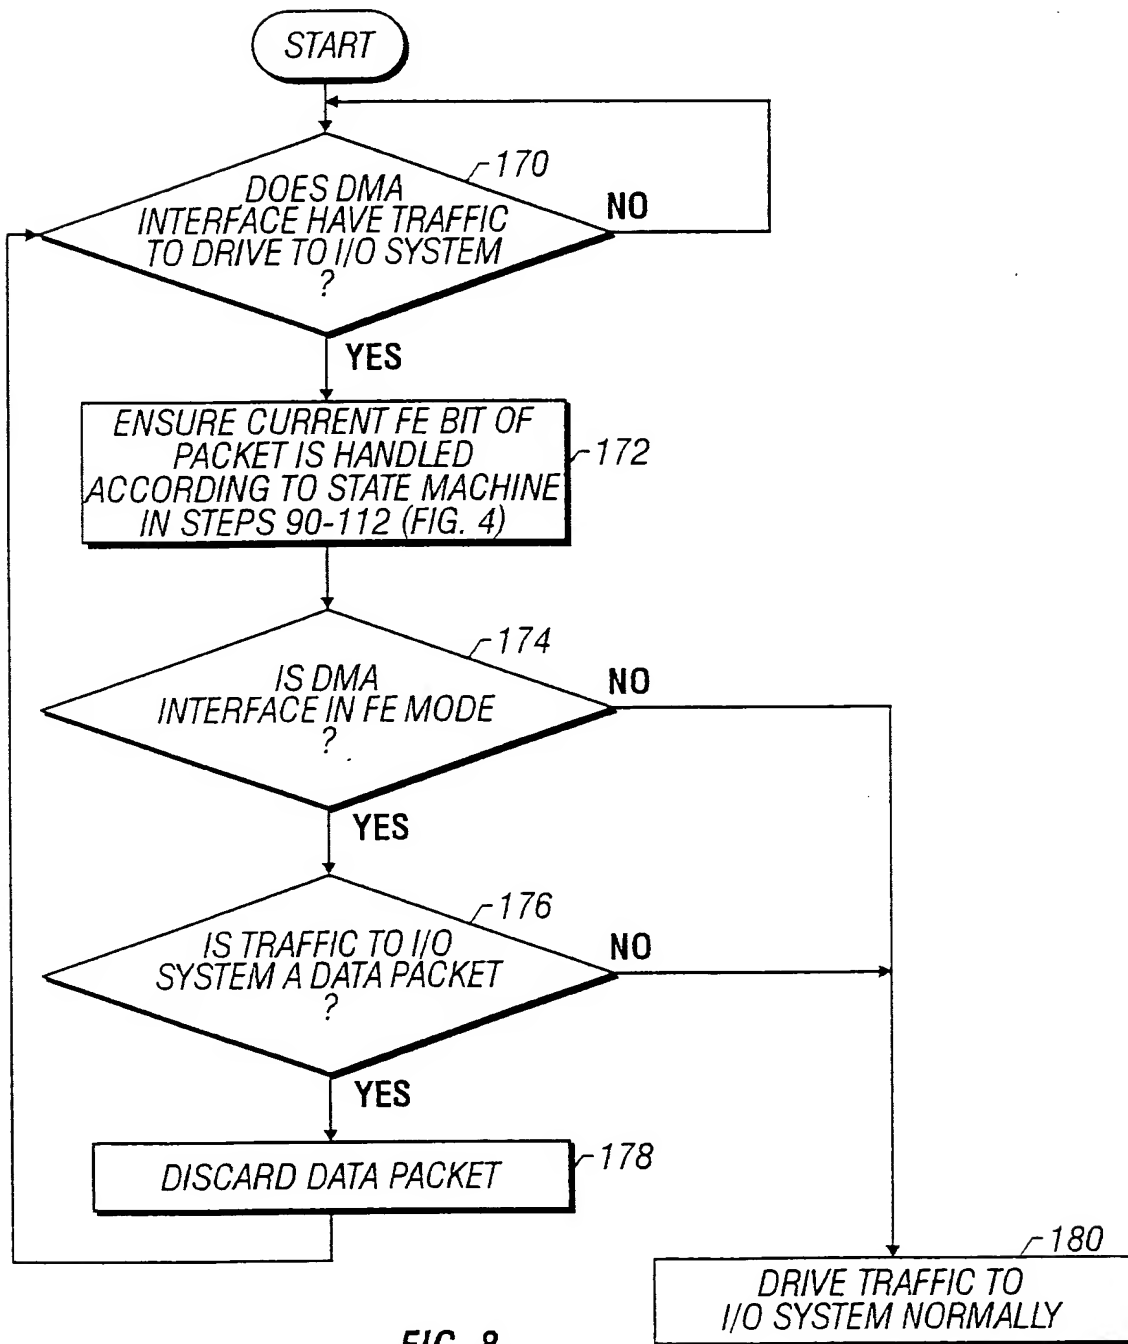 START
170
DOES DMA
INTERFACE HAVE TRAFFIC
TO DRIVE TO I/O SYSTEM
?
NO
YES
ENSURE CURRENT FE BIT OF
PACKET IS HANDLED
ACCORDING TO STATE MACHINE
IN STEPS 90-112 (FIG. 4)
172
174
IS DMA
INTERFACE IN FE MODE
?
NO
YES
176
IS TRAFFIC TO I/O
SYSTEM A DATA PACKET
?
NO
YES
DISCARD DATA PACKET
178
180
DRIVE TRAFFIC TO
I/O SYSTEM NORMALLY
FIG. 8